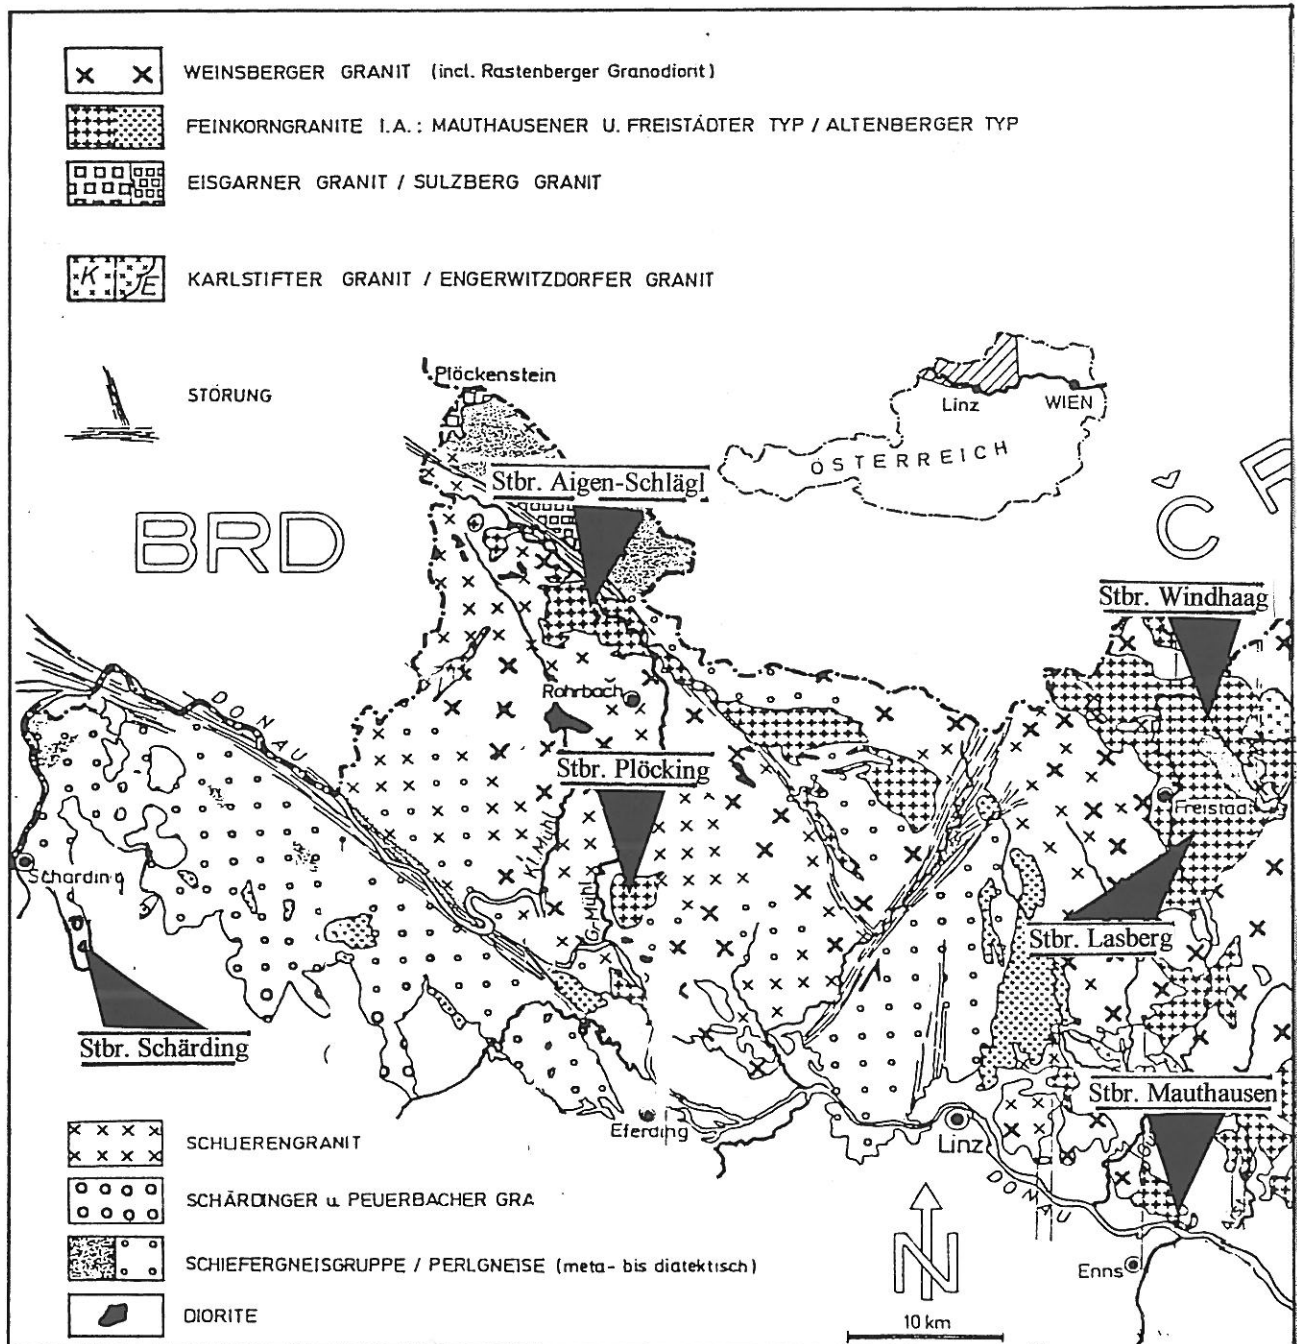 WEINSBERGER GRANIT (incl. Rastenberger Granodiorit)
FEINKORNGRANITE I.A.: MAUTHAUSENER U. FREISTÄDTER TYP / ALTENBERGER TYP
EISGARNER GRANIT / SULZBERG GRANIT
K E KARLSTIFTER GRANIT / ENGERWITZDORFER GRANIT
STÖRUNG
Plöckenstein
Linz WIEN
ÖSTERREICH
Stbr. Aigen-Schlägl
BRD
Č R
Stbr. Windhaag
DONAU
Rohrbach
Stbr. Plöcking
Freistadt
Schärding
Kl. Mühl
Gr. Mühl
Stbr. Lasberg
Stbr. Schärding
Stbr. Mauthausen
Eferding
Linz
DONAU
SCHLIERENGRANIT
SCHÄRDINGER u. PEUERBACHER GRA
N
SCHIEFERGNEISGRUPPE / PERLGNEISE (meta- bis diatektisch)
Enns
DIORITE
10 km